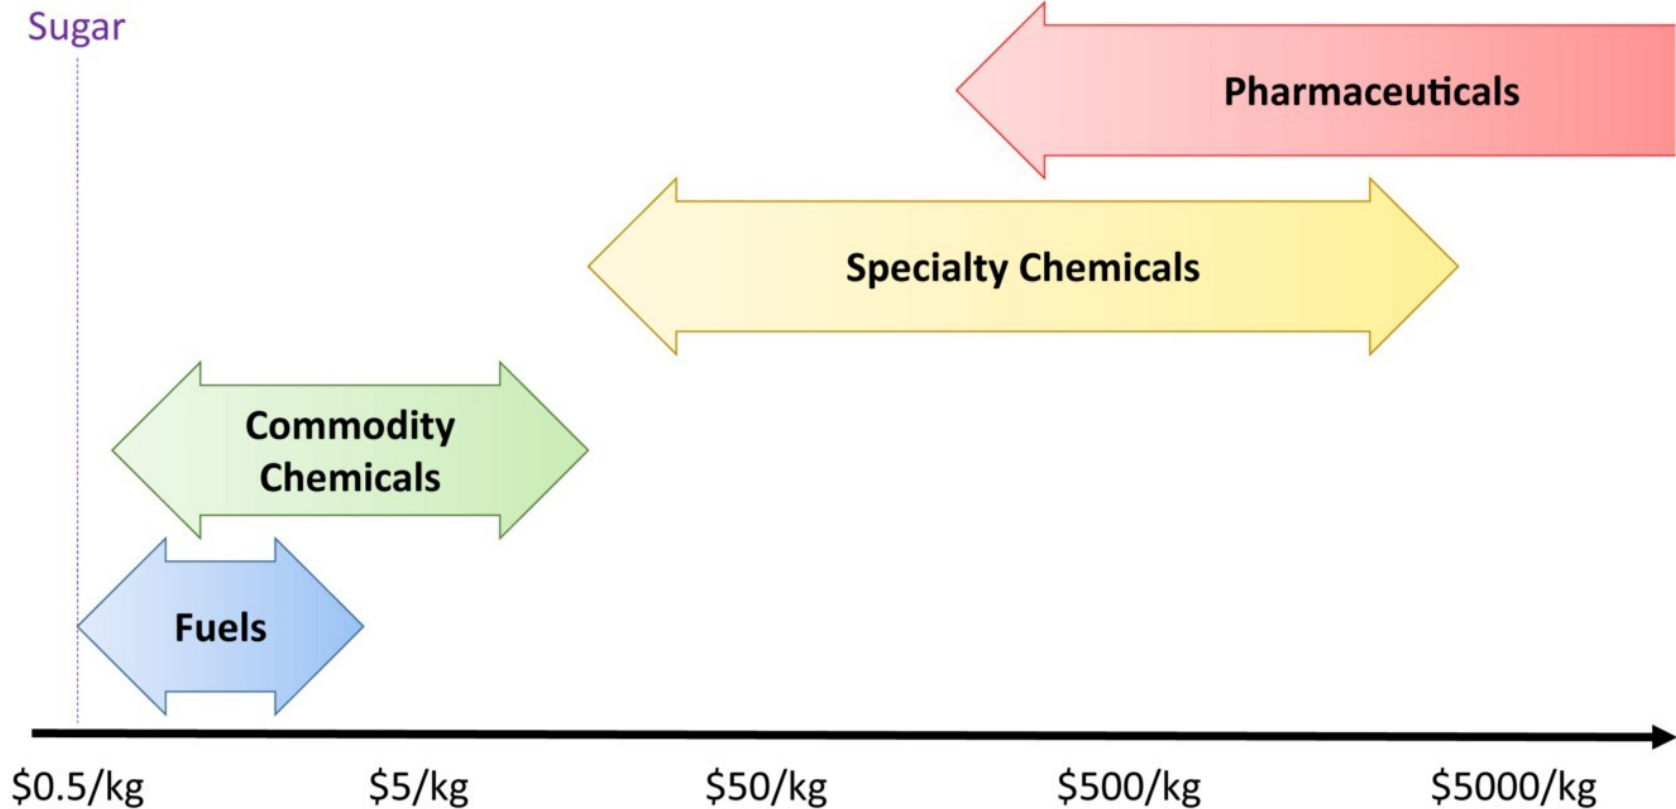 Sugar
Pharmaceuticals
Specialty Chemicals
Commodity
Chemicals
Fuels
$0.5/kg
$5/kg
$50/kg
$500/kg
$5000/kg